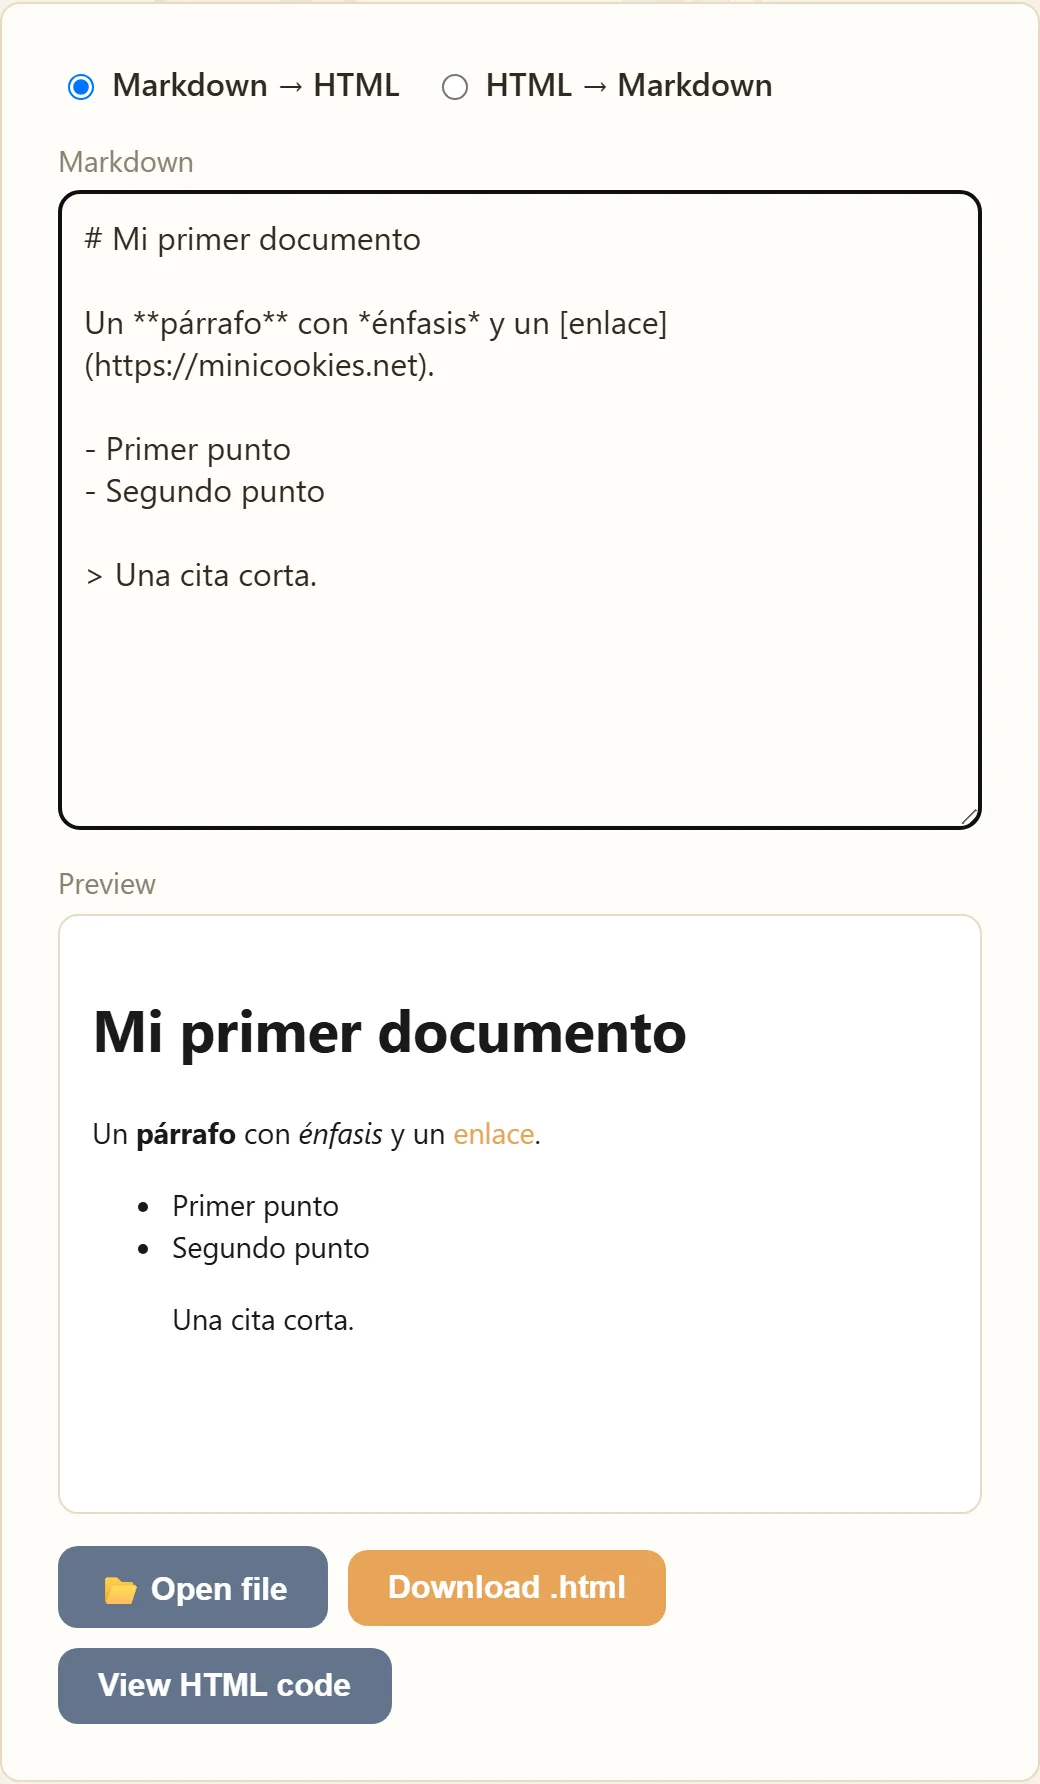 Markdown → HTML HTML → Markdown
Markdown
# Mi primer documento
Un **párrafo** con *énfasis* y un [enlace]
(https://minicookies.net).
- Primer punto
- Segundo punto
> Una cita corta.
Preview
Mi primer documento
Un párrafo con énfasis y un enlace.
• Primer punto
• Segundo punto
Una cita corta.
Open file Download .html
View HTML code